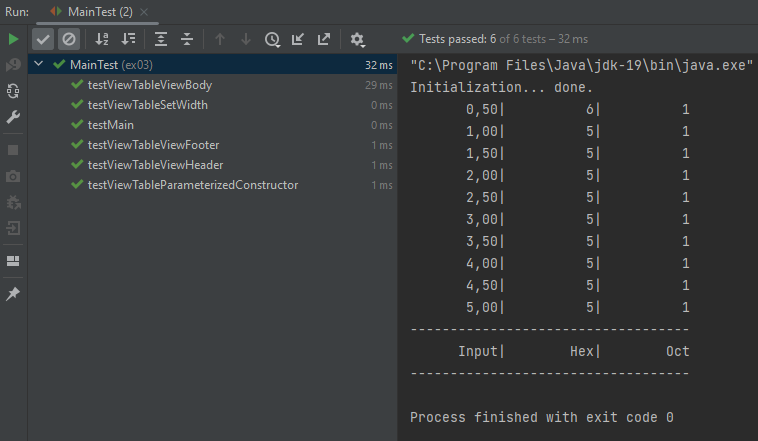 Run: MainTest (2)
Tests passed: 6 of 6 tests – 32 ms
MainTest (ex03) 32 ms
testViewTableViewBody 29 ms
testViewTableSetWidth 0 ms
testMain 0 ms
testViewTableViewFooter 1 ms
testViewTableViewHeader 1 ms
testViewTableParameterizedConstructor 1 ms
"C:\Program Files\Java\jdk-19\bin\java.exe"
Initialization... done.
0,50| 6| 1
1,00| 5| 1
1,50| 5| 1
2,00| 5| 1
2,50| 5| 1
3,00| 5| 1
3,50| 5| 1
4,00| 5| 1
4,50| 5| 1
5,00| 5| 1
-----------------------------------
Input| Hex| Oct
-----------------------------------
Process finished with exit code 0